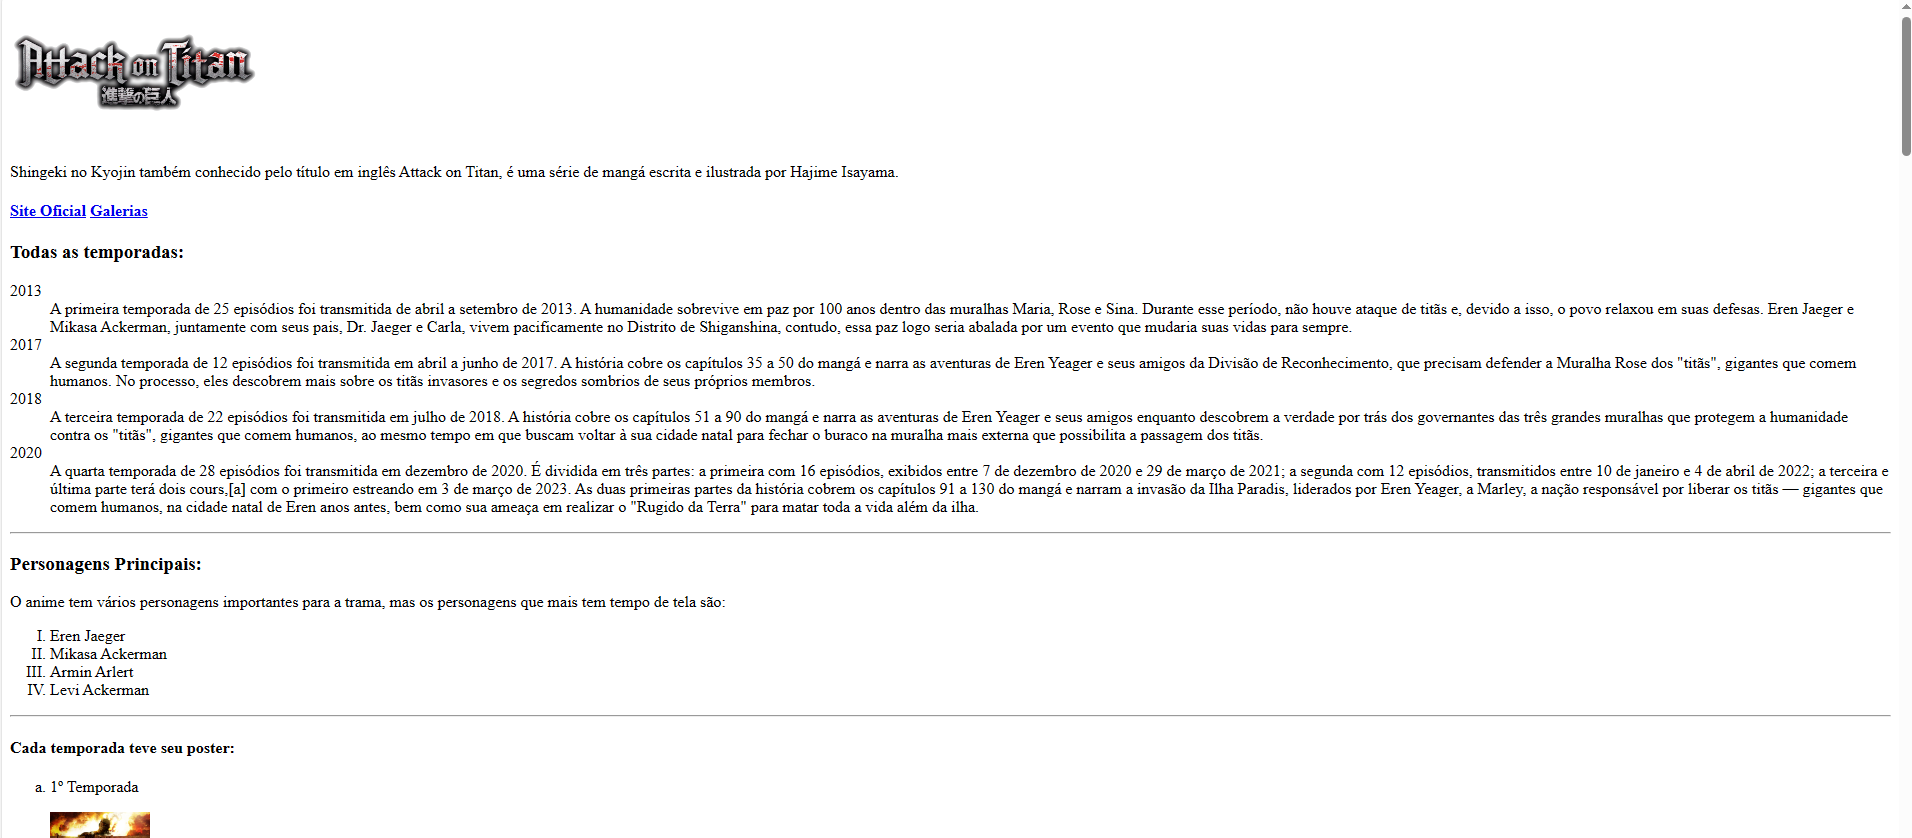 Attack on Titan
進撃の巨人
Shingeki no Kyojin também conhecido pelo título em inglês Attack on Titan, é uma série de mangá escrita e ilustrada por Hajime Isayama.
Site Oficial Galerias
Todas as temporadas:
2013
A primeira temporada de 25 episódios foi transmitida de abril a setembro de 2013. A humanidade sobrevive em paz por 100 anos dentro das muralhas Maria, Rose e Sina. Durante esse período, não houve ataque de titãs e, devido a isso, o povo relaxou em suas defesas. Eren Jaeger e
Mikasa Ackerman, juntamente com seus pais, Dr. Jaeger e Carla, vivem pacificamente no Distrito de Shiganshina, contudo, essa paz logo seria abalada por um evento que mudaria suas vidas para sempre.
2017
A segunda temporada de 12 episódios foi transmitida em abril a junho de 2017. A história cobre os capítulos 35 a 50 do mangá e narra as aventuras de Eren Yeager e seus amigos da Divisão de Reconhecimento, que precisam defender a Muralha Rose dos "titãs", gigantes que comem
humanos. No processo, eles descobrem mais sobre os titãs invasores e os segredos sombrios de seus próprios membros.
2018
A terceira temporada de 22 episódios foi transmitida em julho de 2018. A história cobre os capítulos 51 a 90 do mangá e narra as aventuras de Eren Yeager e seus amigos enquanto descobrem a verdade por trás dos governantes das três grandes muralhas que protegem a humanidade
contra os "titãs", gigantes que comem humanos, ao mesmo tempo em que buscam voltar à sua cidade natal para fechar o buraco na muralha mais externa que possibilita a passagem dos titãs.
2020
A quarta temporada de 28 episódios foi transmitida em dezembro de 2020. É dividida em três partes: a primeira com 16 episódios, exibidos entre 7 de dezembro de 2020 e 29 de março de 2021; a segunda com 12 episódios, transmitidos entre 10 de janeiro e 4 de abril de 2022; a terceira e
última parte terá dois cours,[a] com o primeiro estreando em 3 de março de 2023. As duas primeiras partes da história cobrem os capítulos 91 a 130 do mangá e narram a invasão da Ilha Paradis, liderados por Eren Yeager, a Marley, a nação responsável por liberar os titãs — gigantes que
comem humanos, na cidade natal de Eren anos antes, bem como sua ameaça em realizar o "Rugido da Terra" para matar toda a vida além da ilha.
Personagens Principais:
O anime tem vários personagens importantes para a trama, mas os personagens que mais tem tempo de tela são:
I. Eren Jaeger
II. Mikasa Ackerman
III. Armin Arlert
IV. Levi Ackerman
Cada temporada teve seu poster:
a. 1º Temporada